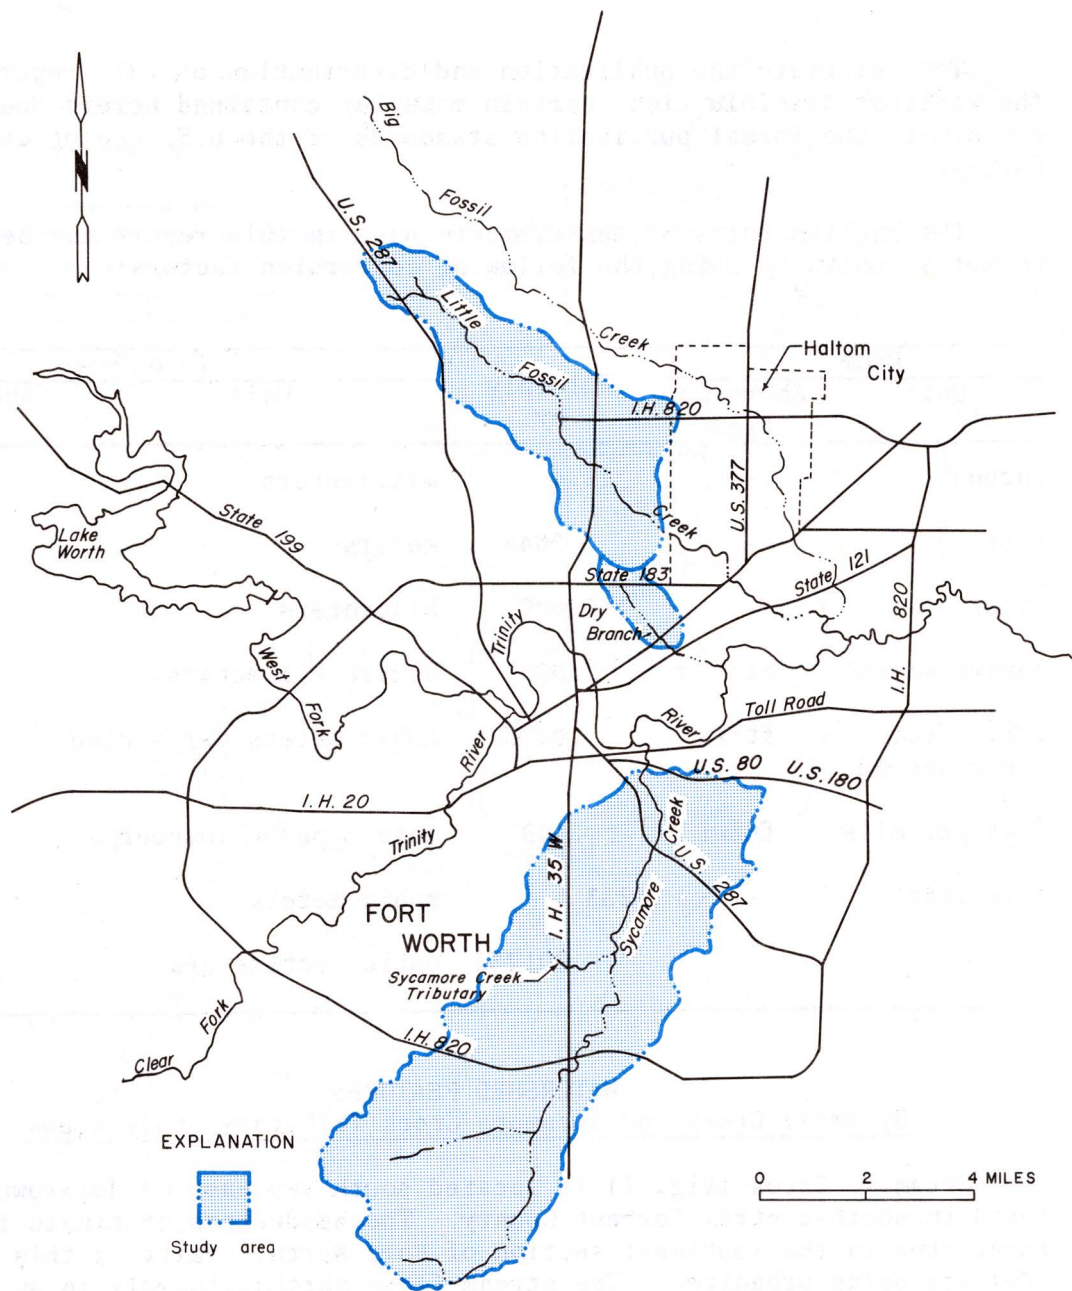 Big
Fossil
U.S. 287
Little
Creek
Haltom
City
Fossil
I.H. 820
U.S. 377
State 199
Creek
Lake
Worth
State 183
State 121
Trinity
Dry
Branch
I.H. 820
West
Fork
River
Toll Road
River
U.S. 80
U.S. 180
I.H. 20
Trinity
Creek
I. H. 35 W
U.S. 287
FORT
WORTH
Sycamore
Sycamore Creek
Tributary
Fork
Clear
I.H. 820
EXPLANATION
Study area
0 2 4 MILES